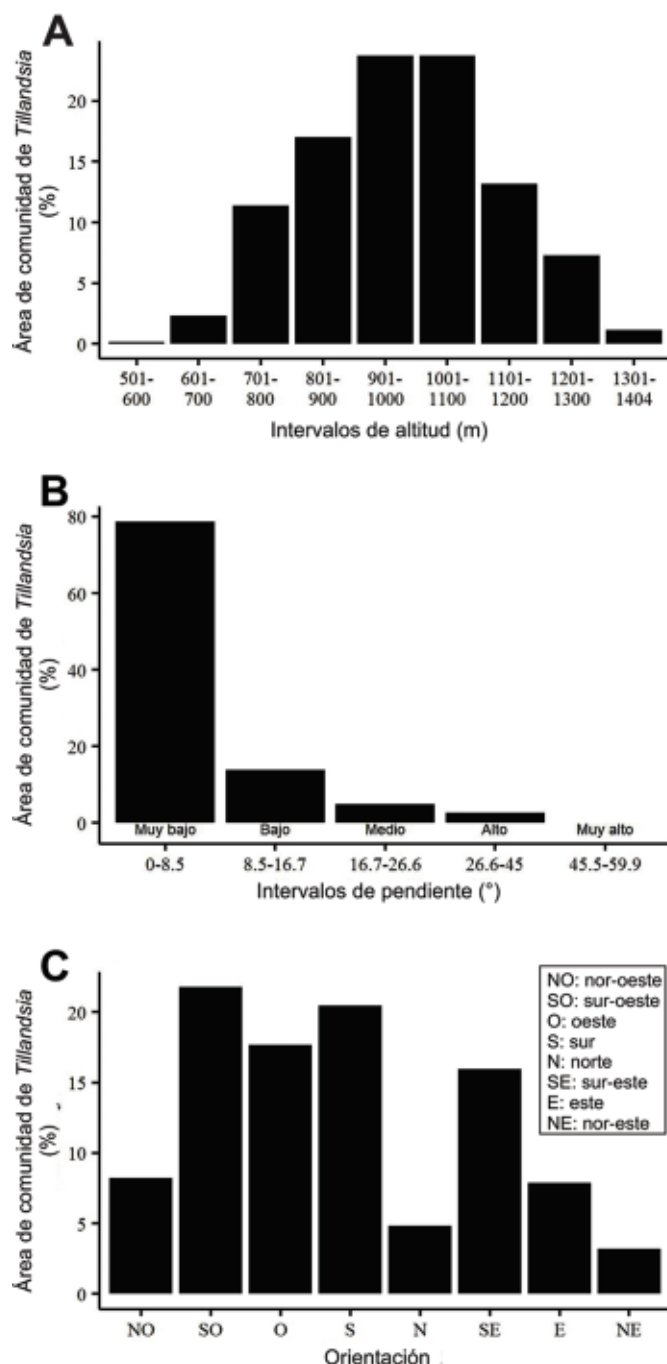 A
Área de comunidad de Tillandsia
(%)
20
15
10
5
0
501-
600
601-
700
701-
800
801-
900
901-
1000
1001-
1100
1101-
1200
1201-
1300
1301-
1404
Intervalos de altitud (m)
B
Área de comunidad de Tillandsia
(%)
80
60
40
20
0
Muy bajo
Bajo
Medio
Alto
Muy alto
0-8.5
8.5-16.7
16.7-26.6
26.6-45
45.5-59.9
Intervalos de pendiente (°)
C
Área de comunidad de Tillandsia
(%)
20
15
10
5
0
NO: nor-oeste
SO: sur-oeste
O: oeste
S: sur
N: norte
SE: sur-este
E: este
NE: nor-este
NO
SO
O
S
N
SE
E
NE
Orientación